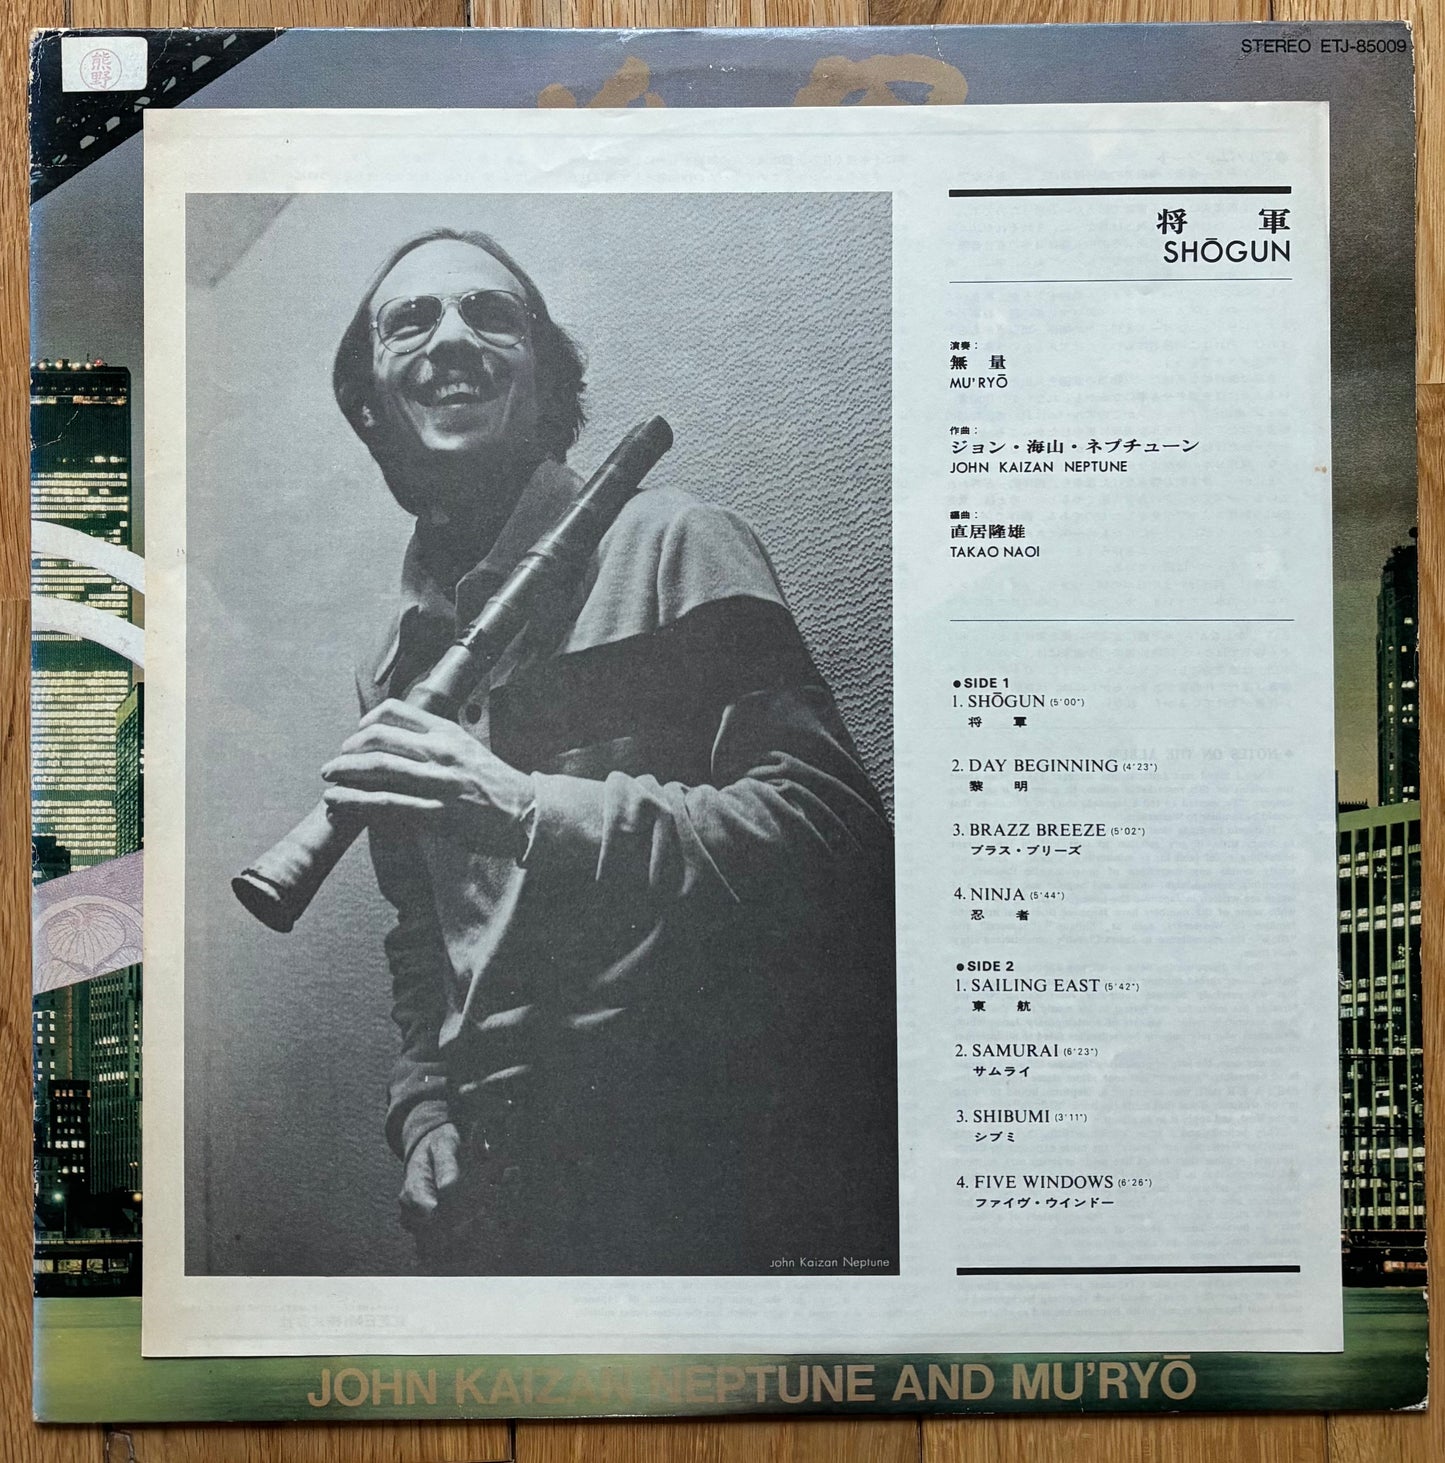 熊野
STEREO ETJ-85009
将 軍
SHŌGUN
演奏：
無 量
MU'RYŌ
作曲：
ジョン・海山・ネプチューン
JOHN KAIZAN NEPTUNE
編曲：
直居隆雄
TAKAO NAOI
●SIDE 1
1. SHŌGUN (5'00")
将 軍
2. DAY BEGINNING (4'23")
黎 明
3. BRAZZ BREEZE (5'02")
ブラス・ブリーズ
4. NINJA (5'44")
忍 者
●SIDE 2
1. SAILING EAST (5'42")
東 航
2. SAMURAI (6'23")
サムライ
3. SHIBUMI (3'11")
シブミ
4. FIVE WINDOWS (6'26")
ファイヴ・ウインドー
John Kaizan Neptune
JOHN KAIZAN NEPTUNE AND MU'RYŌ